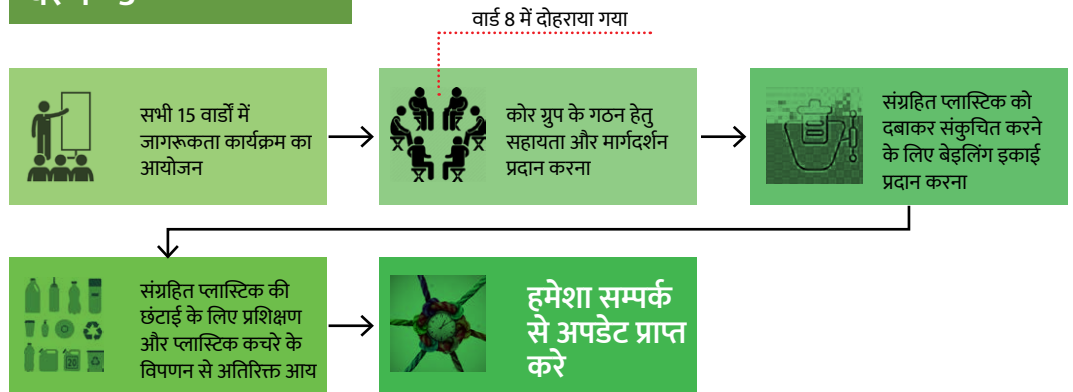 वार्ड 8 में दोहराया गया
सभी 15 वार्डों में
जागरूकता कार्यक्रम का
आयोजन
कोर ग्रुप के गठन हेतु
सहायता और मार्गदर्शन
प्रदान करना
संग्रहित प्लास्टिक को
दबाकर संकुचित करने
के लिए बेइलिंग इकाई
प्रदान करना
संग्रहित प्लास्टिक की
छंटाई के लिए प्रशिक्षण
और प्लास्टिक कचरे के
विपणन से अतिरिक्त आय
हमेशा सम्पर्क
से अपडेट प्राप्त
करे